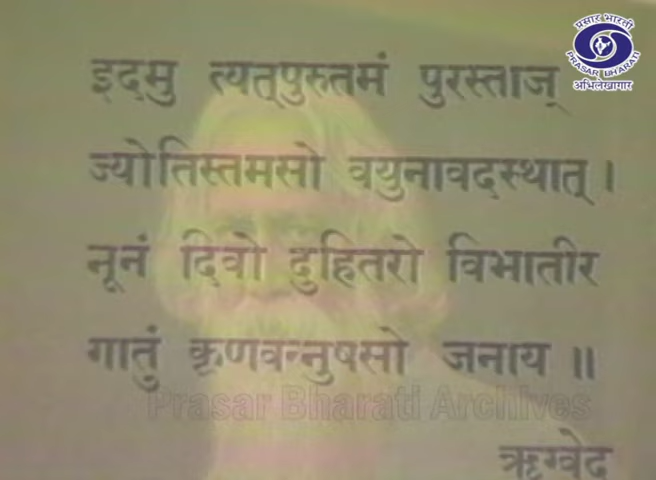 प्रसार भारती
PRASAR BHARATI
अभिलेखागार
इदमु त्यत्पुरुतमं पुरस्ताज्
ज्योतिस्तमसो वयुनावदस्थात् ।
नूनं दिवो दुहितरो विभातीर
गातुं कृणवन्नुषसो जनाय ॥
Prasar Bharati Archives
ऋग्वेद